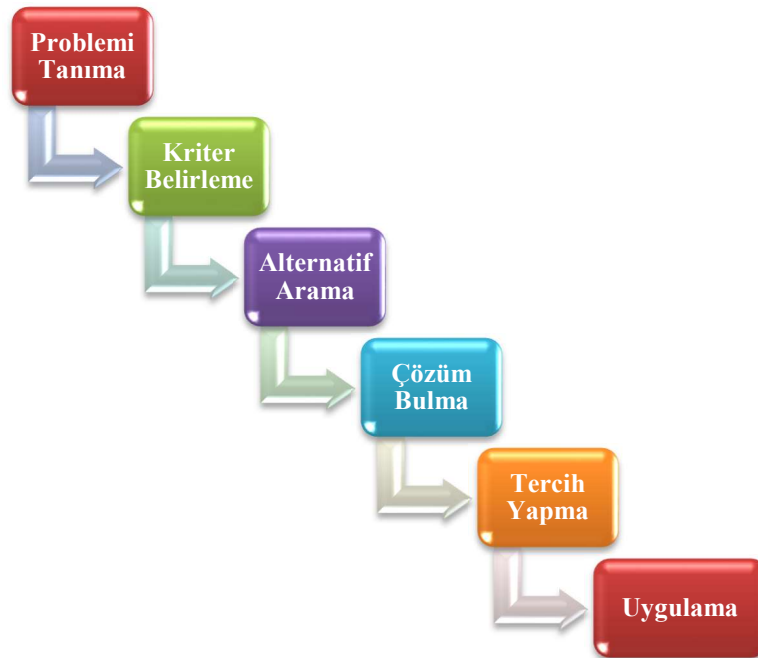 Problemi
Tanıma
Kriter
Belirleme
Alternatif
Arama
Çözüm
Bulma
Tercih
Yapma
Uygulama